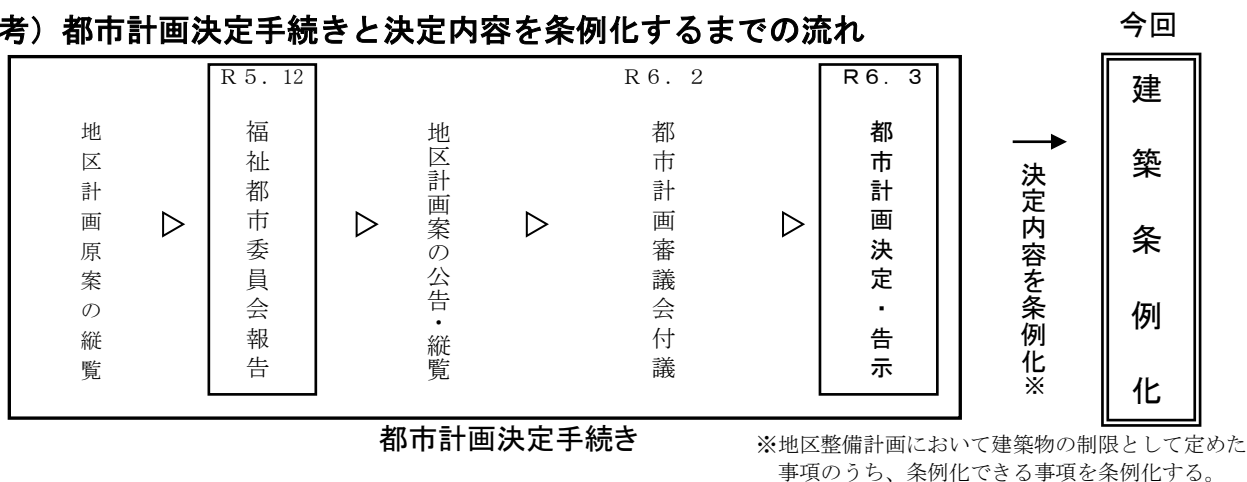 考）都市計画決定手続きと決定内容を条例化するまでの流れ
今回
地区計画原案の縦覧
▷
R5.12
福祉都市委員会報告
▷
地区計画案の公告・縦覧
▷
R6.2
都市計画審議会付議
▷
R6.3
都市計画決定・告示
→
決定内容を条例化※
建築条例化
都市計画決定手続き
※地区整備計画において建築物の制限として定めた
事項のうち、条例化できる事項を条例化する。